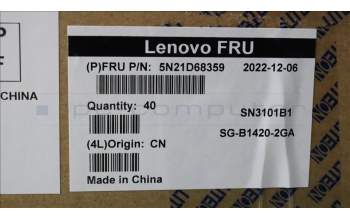 Lenovo FRU
(P)FRU P/N: 5N21D68359 2022-12-06
Quantity: 40
SN3101B1
SG-B1420-2GA
(4L)Origin: CN
Made in China
P
F
CHINA
LITEON